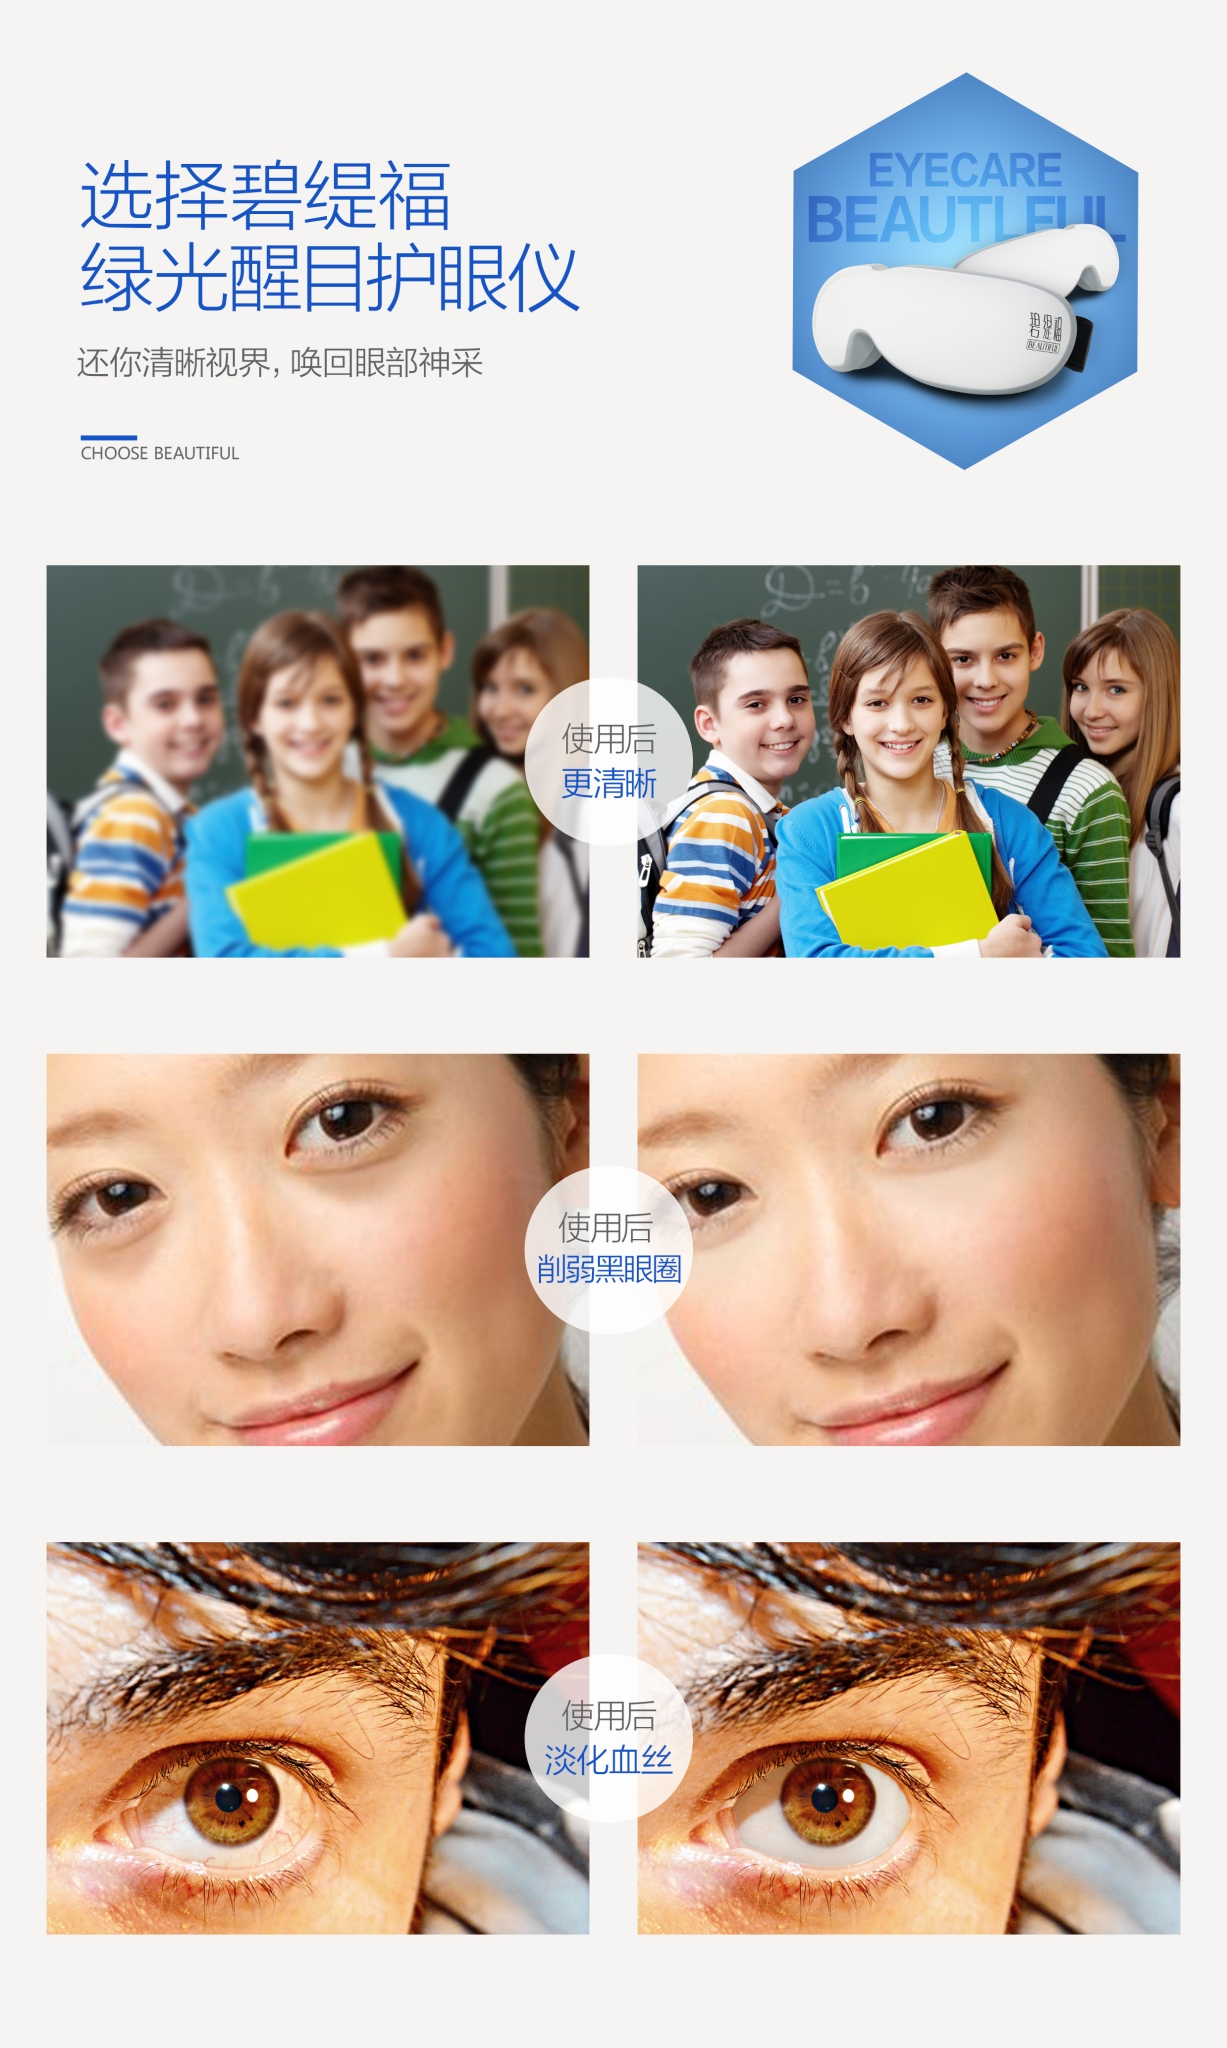 选择碧缇福
绿光醒目护眼仪
还你清晰视界,唤回眼部神采
CHOOSE BEAUTIFUL
EYECARE
BEAUTLFUL
碧缇福
BEAUTIFUL
使用后
更清晰
使用后
削弱黑眼圈
使用后
淡化血丝